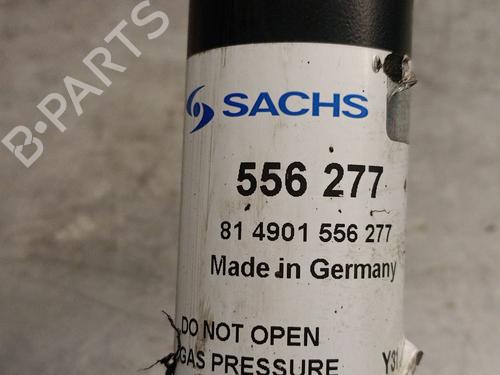 B-PARTS
SACHS
556 277
81 4901 556 277
Made in Germany
DO NOT OPEN
GAS PRESSURE